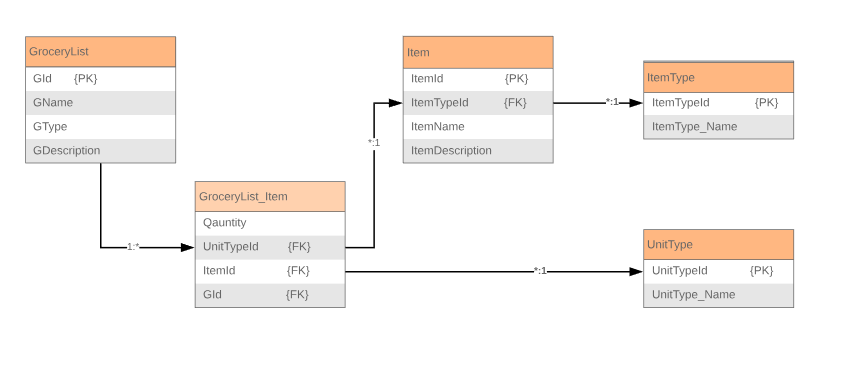 GroceryList
GId {PK}
GName
GType
GDescription
1:*
GroceryList_Item
Qauntity
UnitTypeId {FK}
ItemId {FK}
GId {FK}
*:1
Item
ItemId {PK}
ItemTypeId {FK}
ItemName
ItemDescription
*:1
ItemType
ItemTypeId {PK}
ItemType_Name
*:1
UnitType
UnitTypeId {PK}
UnitType_Name